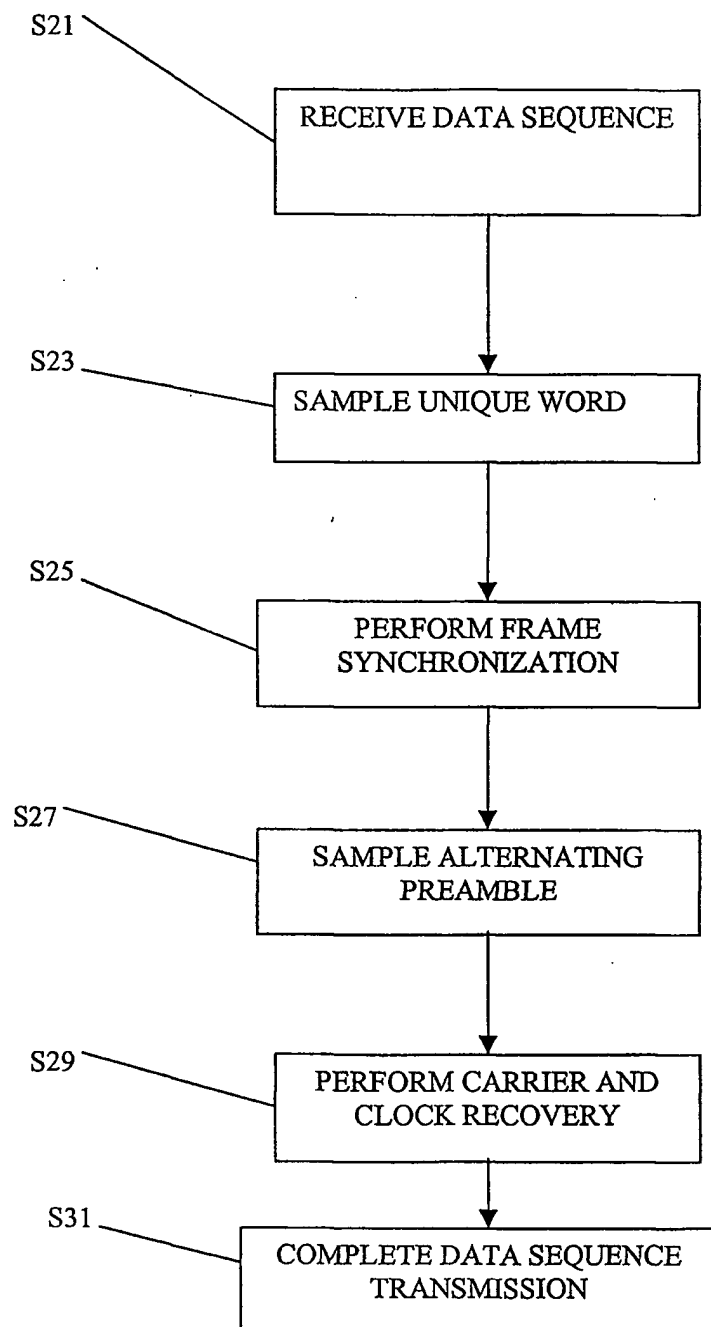 S21
RECEIVE DATA SEQUENCE
S23
SAMPLE UNIQUE WORD
S25
PERFORM FRAME
SYNCHRONIZATION
S27
SAMPLE ALTERNATING
PREAMBLE
S29
PERFORM CARRIER AND
CLOCK RECOVERY
S31
COMPLETE DATA SEQUENCE
TRANSMISSION